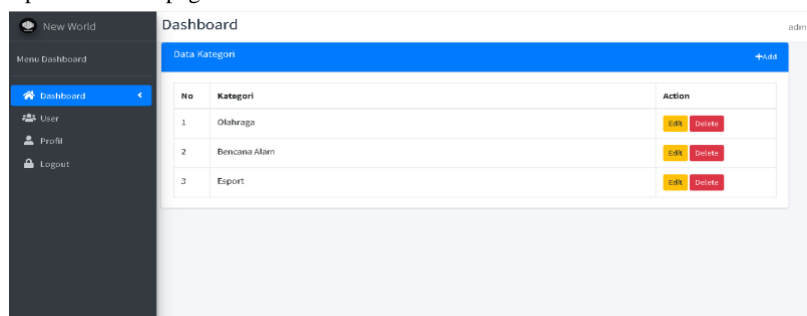 New World
Dashboard
adm
Menu Dashboard
Data Kategori
+Add
Dashboard
User
Profil
Logout
No Kategori Action
1 Olahraga Edit Delete
2 Bencana Alam Edit Delete
3 Esport Edit Delete